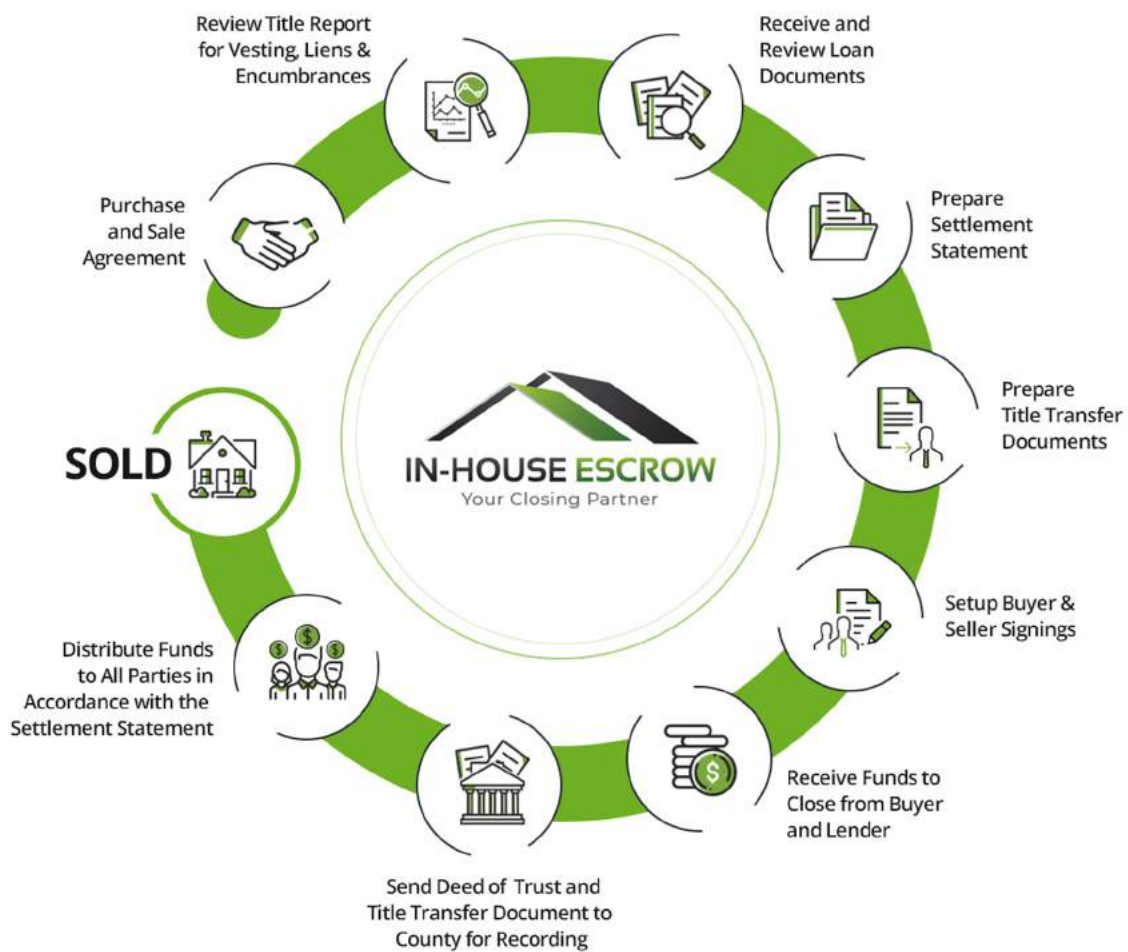 Purchase
and Sale
Agreement
Review Title Report
for Vesting, Liens &
Encumbrances
Receive and
Review Loan
Documents
Prepare
Settlement
Statement
Prepare
Title Transfer
Documents
Setup Buyer &
Seller Signings
Receive Funds to
Close from Buyer
and Lender
Send Deed of Trust and
Title Transfer Document to
County for Recording
Distribute Funds
to All Parties in
Accordance with the
Settlement Statement
SOLD
IN-HOUSE ESCROW
Your Closing Partner